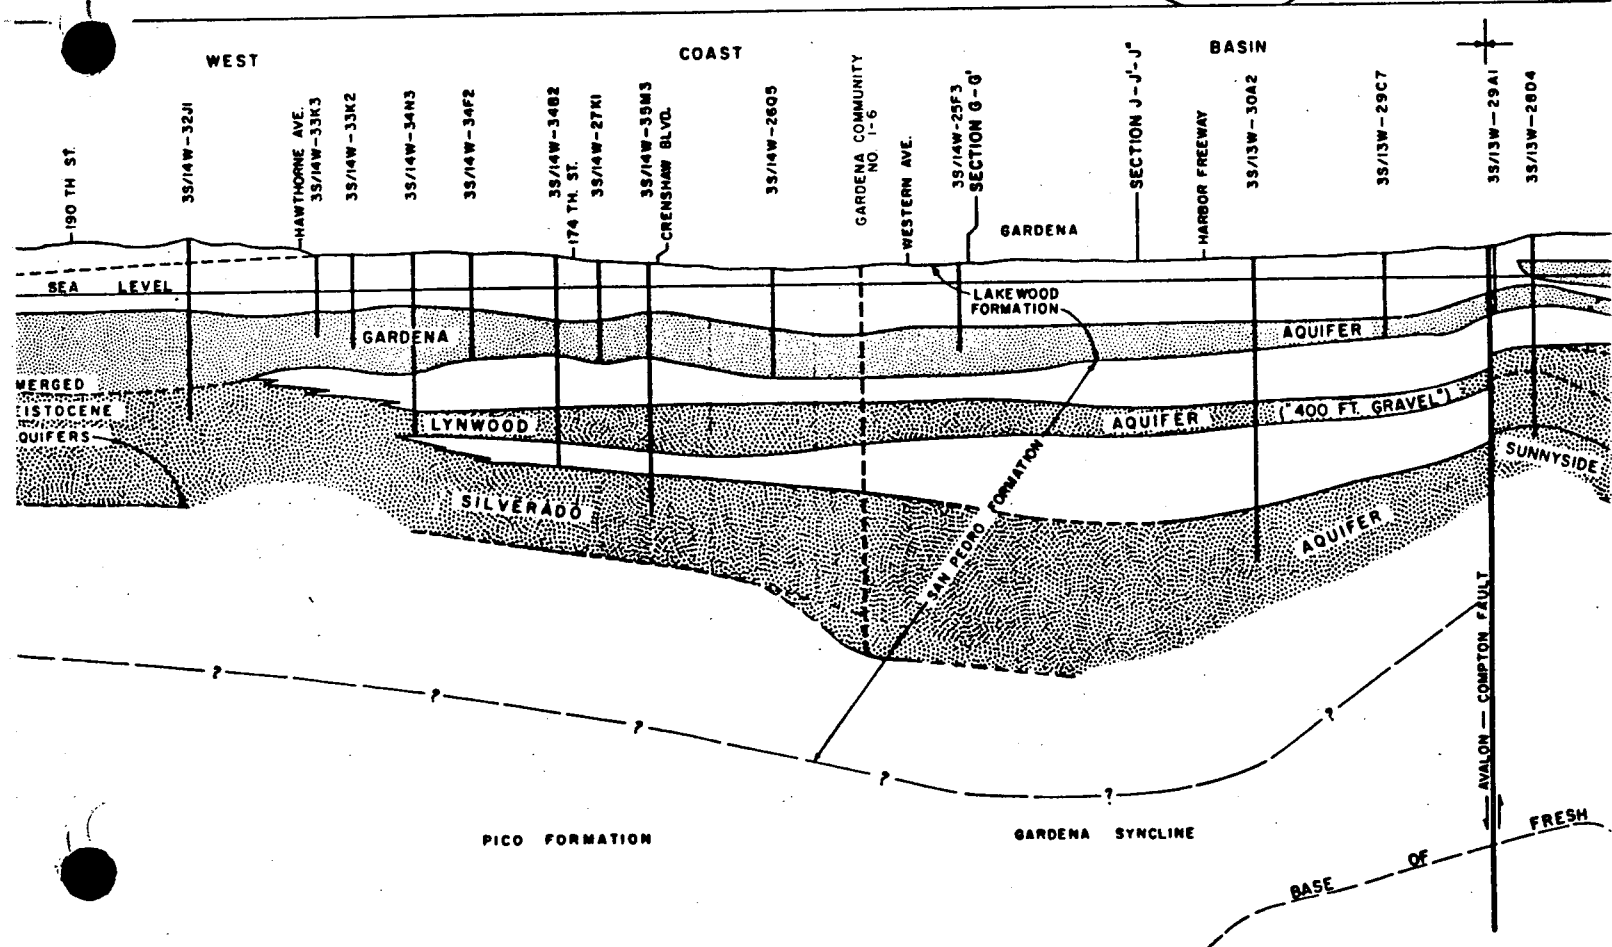 WEST COAST BASIN
190 TH ST.
3S/14W-32J1
HAWTHORNE AVE.
3S/14W-33K3
3S/14W-33K2
3S/14W-34N3
3S/14W-34F2
3S/14W-34B2
174 TH. ST.
3S/14W-27K1
3S/14W-35M3
CRENSHAW BLVD.
3S/14W-26Q5
GARDENA COMMUNITY
NO. 1-6
WESTERN AVE.
3S/14W-25F3
SECTION G-G'
SECTION J-J'-J"
HARBOR FREEWAY
3S/13W-30A2
3S/13W-29C7
3S/13W-29A1
3S/13W-28D4
GARDENA
SEA LEVEL
LAKEWOOD
FORMATION
GARDENA AQUIFER
MERGED
EISTOCENE
QUIFERS
LYNWOOD AQUIFER ("400 FT. GRAVEL")
SUNNYSIDE
SILVERADO AQUIFER
SAN PEDRO FORMATION
AVALON — COMPTON FAULT
?
?
?
?
?
?
PICO FORMATION
GARDENA SYNCLINE
BASE OF FRESH